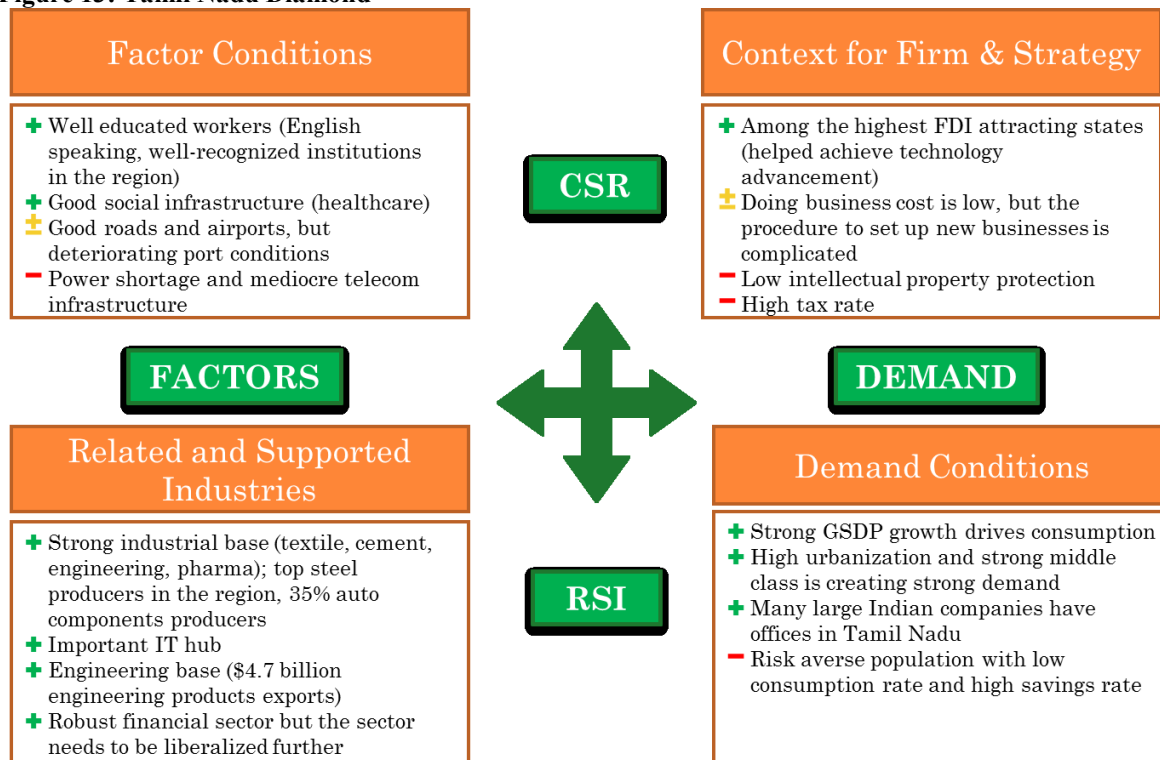 Tamil Nadu Diamond
Factor Conditions
+ Well educated workers (English
speaking, well-recognized institutions
in the region)
+ Good social infrastructure (healthcare)
± Good roads and airports, but
deteriorating port conditions
− Power shortage and mediocre telecom
infrastructure
CSR
Context for Firm & Strategy
+ Among the highest FDI attracting states
(helped achieve technology
advancement)
± Doing business cost is low, but the
procedure to set up new businesses is
complicated
− Low intellectual property protection
− High tax rate
FACTORS
DEMAND
Related and Supported
Industries
+ Strong industrial base (textile, cement,
engineering, pharma); top steel
producers in the region, 35% auto
components producers
+ Important IT hub
+ Engineering base ($4.7 billion
engineering products exports)
+ Robust financial sector but the sector
needs to be liberalized further
RSI
Demand Conditions
+ Strong GSDP growth drives consumption
+ High urbanization and strong middle
class is creating strong demand
+ Many large Indian companies have
offices in Tamil Nadu
− Risk averse population with low
consumption rate and high savings rate